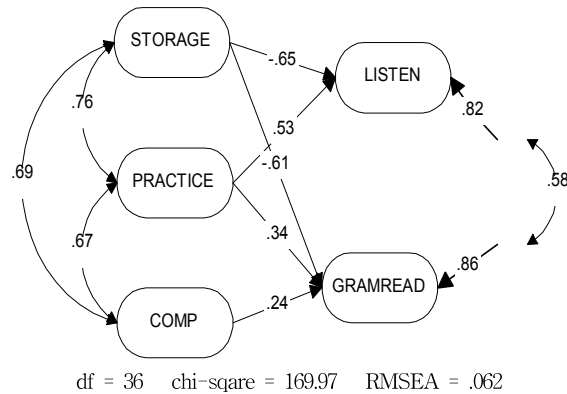 STORAGE
-.65
LISTEN
.76
.82
.53
-.61
.69
PRACTICE
.58
.67
.34
.86
GRAMREAD
.24
COMP
df = 36 chi-sqare = 169.97 RMSEA = .062